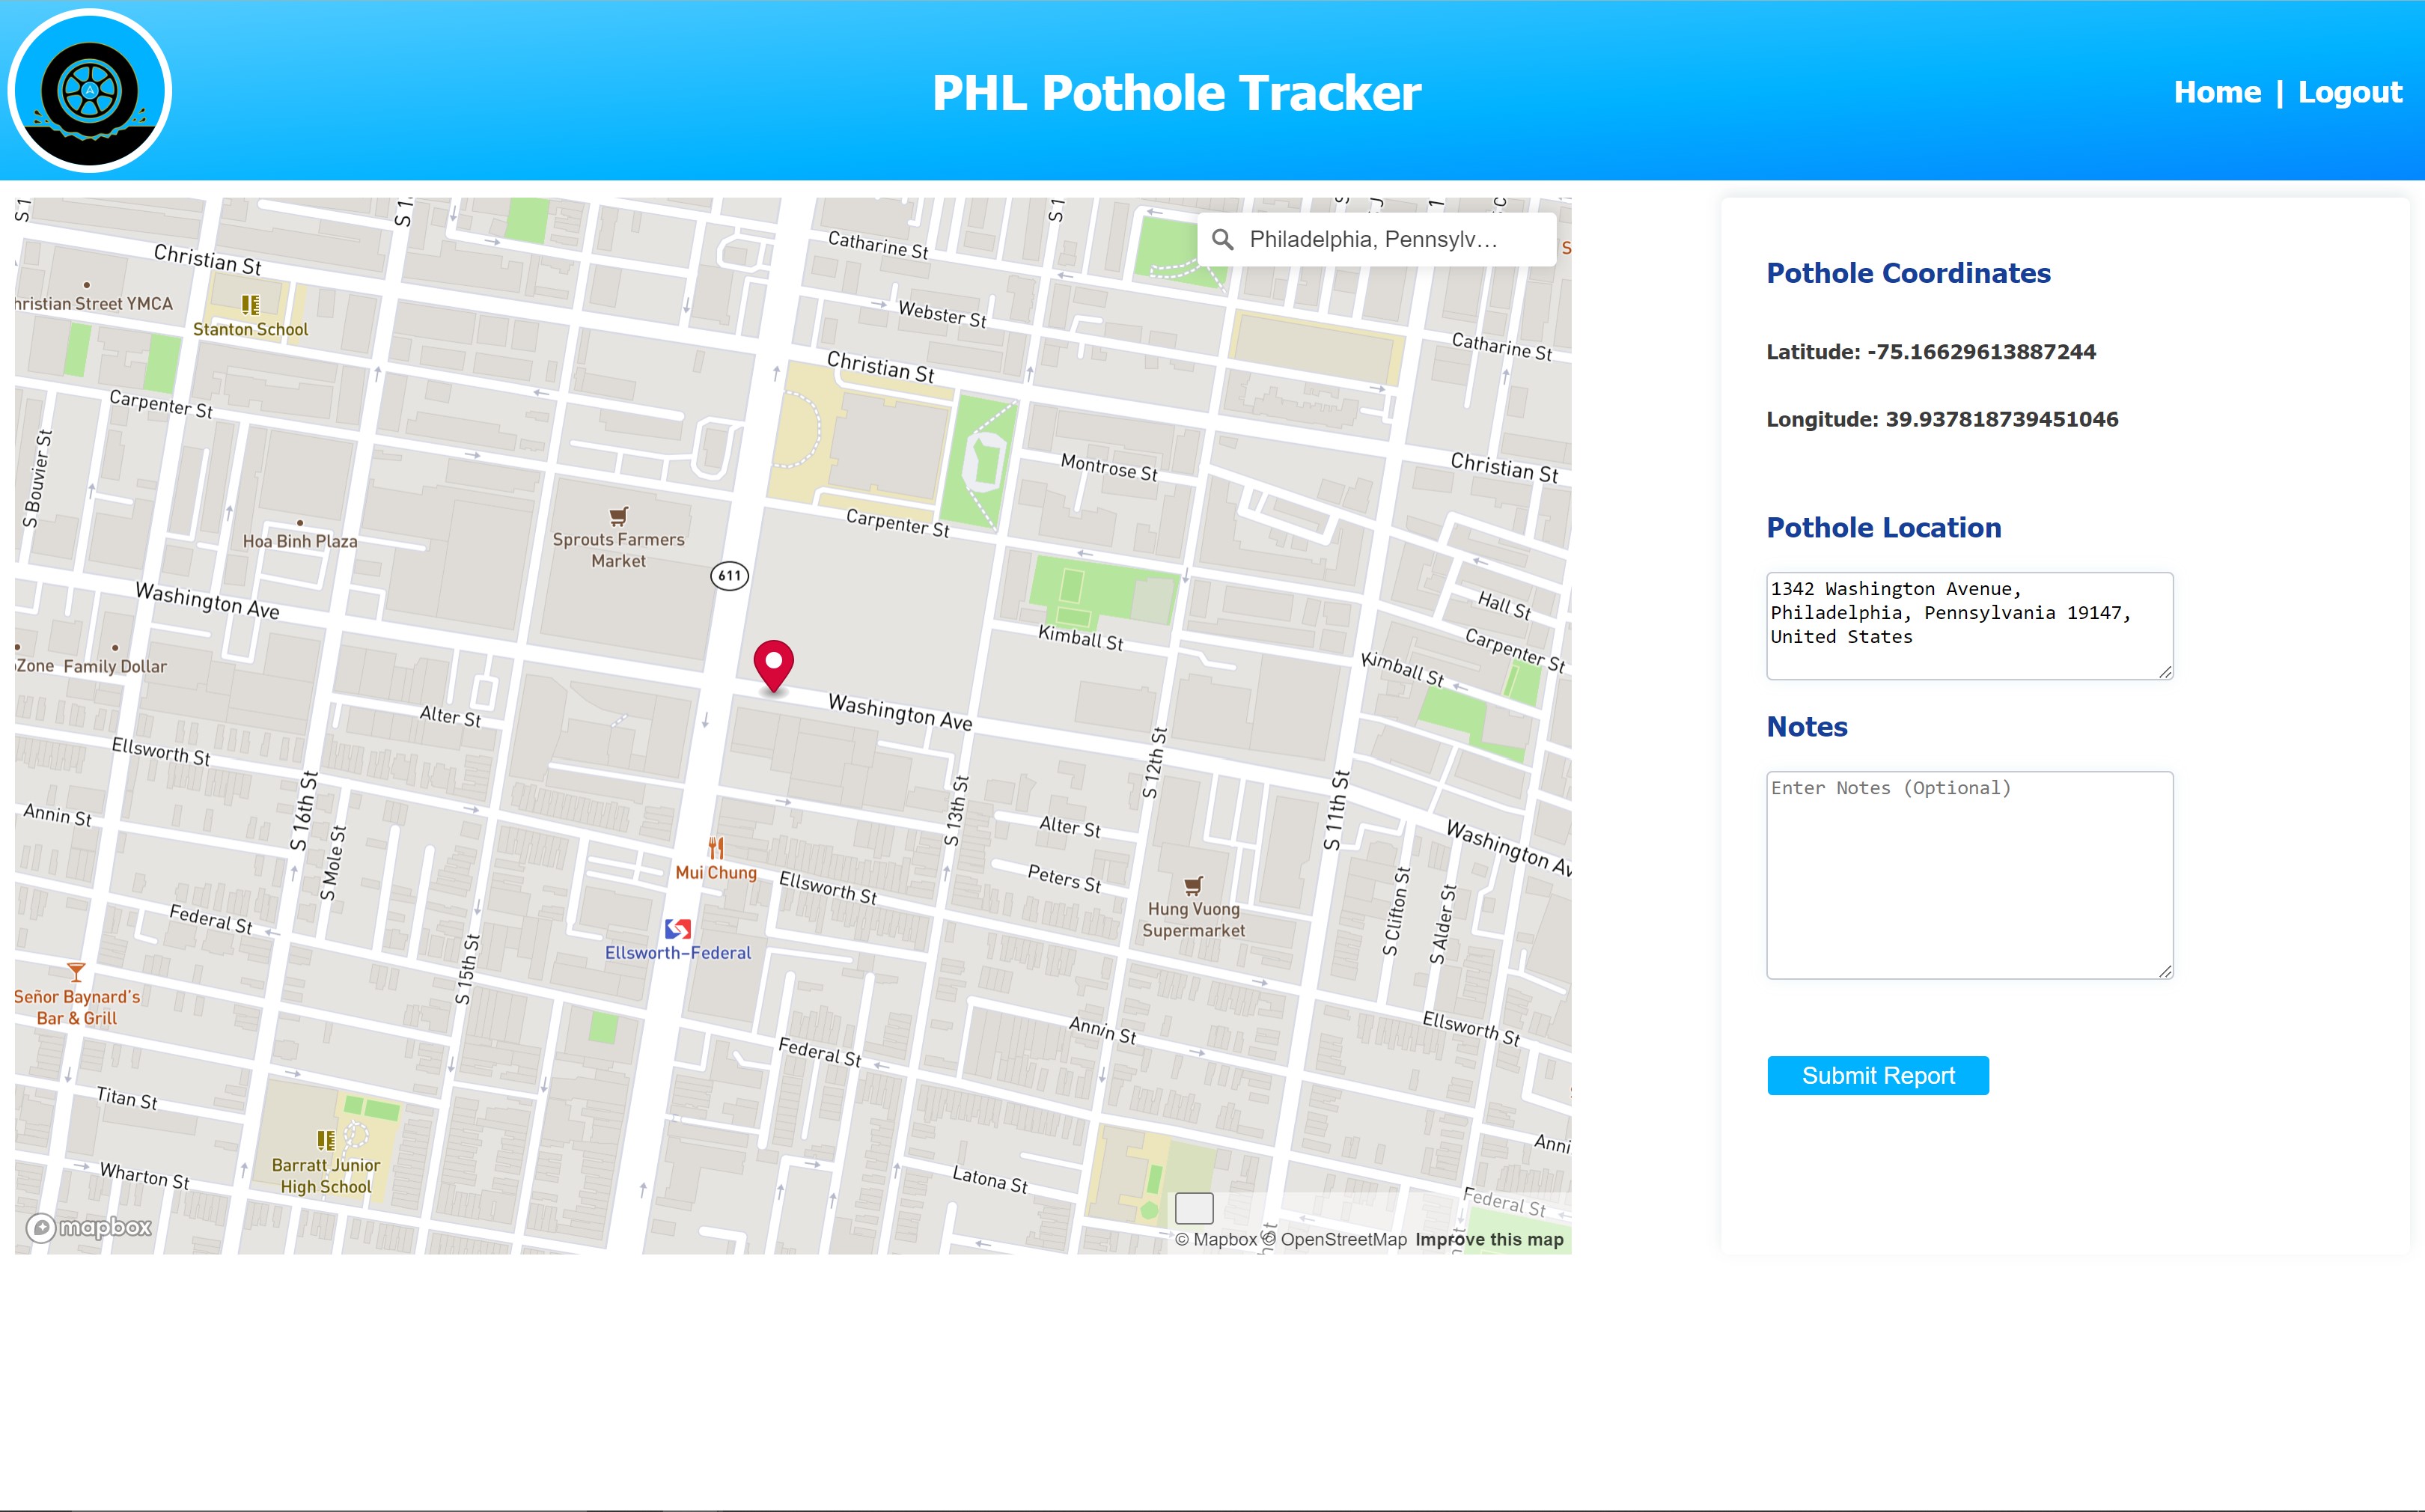 PHL Pothole Tracker
Home | Logout
S 1
S 1
Christian St
hristian Street YMCA
Stanton School
Catharine St
Webster St
Christian St
Philadelphia, Pennsylv...
Catharine St
Carpenter St
S Bouvier St
Hoa Binh Plaza
Sprouts Farmers
Market
Carpenter St
611
Montrose St
Christian St
Washington Ave
Zone
Family Dollar
Kimball St
Hall St
Carpenter St
Kimball St
Alter St
Washington Ave
Ellsworth St
S 12th St
Annin St
S 16th St
S Mole St
S 13th St
Alter St
S 11th St
Washington Av
Mui Chung
Ellsworth St
Peters St
Hung Vuong
Supermarket
S Clifton St
S Alder St
Federal St
S 15th St
Ellsworth-Federal
Señor Baynard's
Bar & Grill
Federal St
Annin St
Ellsworth St
Titan St
Barratt Junior
High School
Wharton St
Latona St
Anni
Federal St
mapbox
© Mapbox © OpenStreetMap Improve this map
Pothole Coordinates
Latitude: -75.16629613887244
Longitude: 39.937818739451046
Pothole Location
1342 Washington Avenue,
Philadelphia, Pennsylvania 19147,
United States
Notes
Enter Notes (Optional)
Submit Report